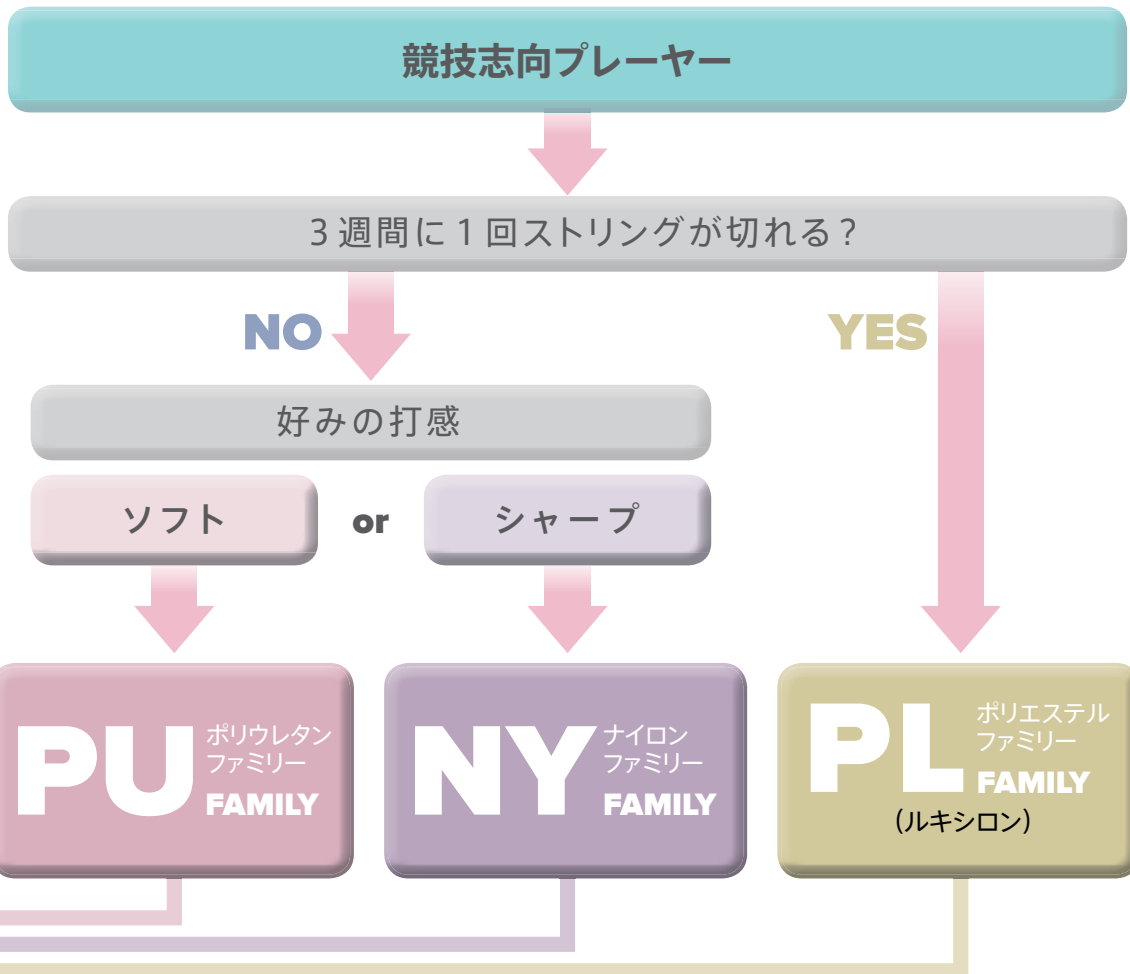 競技志向プレーヤー
3週間に1回ストリングが切れる?
NO
YES
好みの打感
ソフト or シャープ
PU ポリウレタン
ファミリー
FAMILY
NY ナイロン
ファミリー
FAMILY
PL ポリエステル
ファミリー
FAMILY
(ルキシロン)